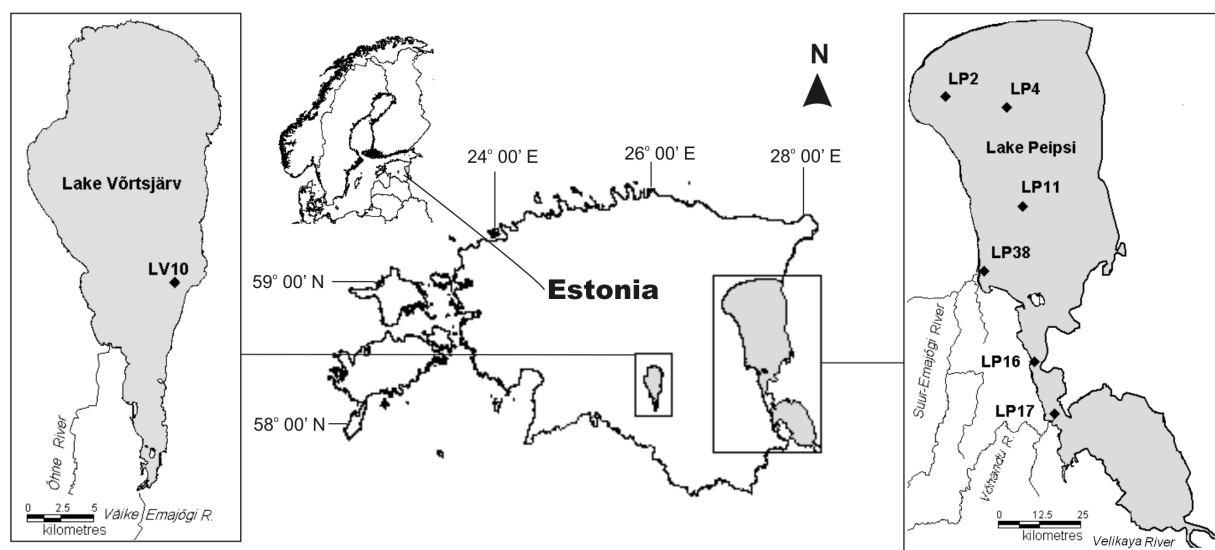 Lake Võrtsjärv
LV10
Õhne River
0 2.5 5
kilometres
Väike Emajõgi R.
N
24° 00’ E
26° 00’ E
28° 00’ E
59° 00’ N
58° 00’ N
Estonia
LP2
LP4
Lake Peipsi
LP11
LP38
LP16
LP17
Suur-Emajõgi River
Võhandu R.
0 12.5 25
kilometres
Velikaya River